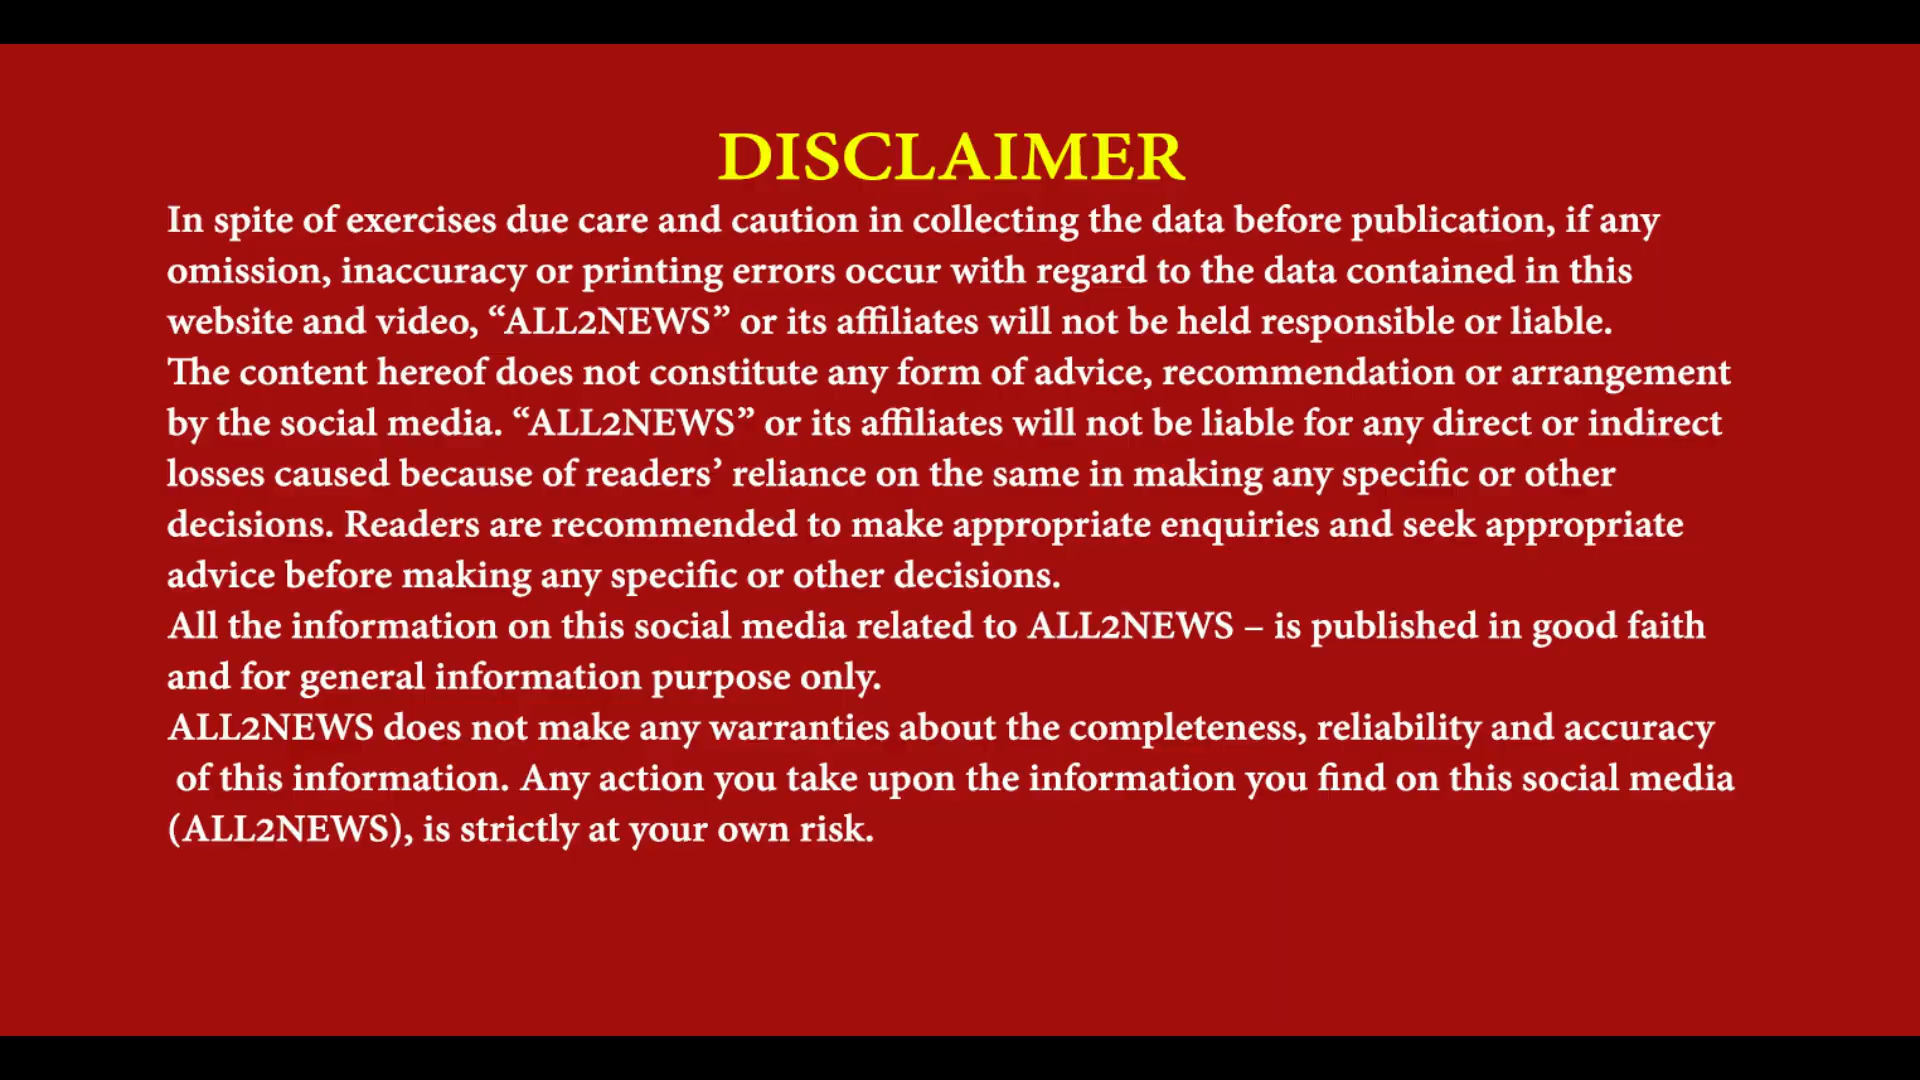 DISCLAIMER
In spite of exercises due care and caution in collecting the data before publication, if any
omission, inaccuracy or printing errors occur with regard to the data contained in this
website and video, “ALL2NEWS” or its affiliates will not be held responsible or liable.
The content hereof does not constitute any form of advice, recommendation or arrangement
by the social media. “ALL2NEWS” or its affiliates will not be liable for any direct or indirect
losses caused because of readers’ reliance on the same in making any specific or other
decisions. Readers are recommended to make appropriate enquiries and seek appropriate
advice before making any specific or other decisions.
All the information on this social media related to ALL2NEWS – is published in good faith
and for general information purpose only.
ALL2NEWS does not make any warranties about the completeness, reliability and accuracy
of this information. Any action you take upon the information you find on this social media
(ALL2NEWS), is strictly at your own risk.